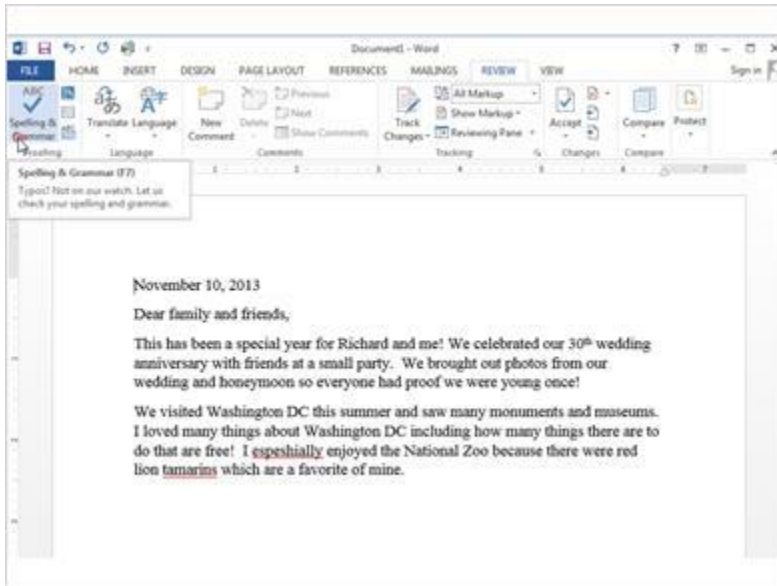 Document1 - Word
FILE HOME INSERT DESIGN PAGE LAYOUT REFERENCES MAILINGS REVIEW VIEW Sign in
ABC All Markup
Previous
Next Show Markup
Spelling & Grammar Translate Language New Comment Delete Show Comments Track Changes Reviewing Pane Accept Compare Protect
Proofing Language Comments Tracking Changes Compare
Spelling & Grammar (F7)
Typos? Not on our watch. Let us
check your spelling and grammar.
November 10, 2013
Dear family and friends,
This has been a special year for Richard and me! We celebrated our 30th wedding
anniversary with friends at a small party.  We brought out photos from our
wedding and honeymoon so everyone had proof we were young once!
We visited Washington DC this summer and saw many monuments and museums.
I loved many things about Washington DC including how many things there are to
do that are free!  I espeshially enjoyed the National Zoo because there were red
lion tamarins which are a favorite of mine.